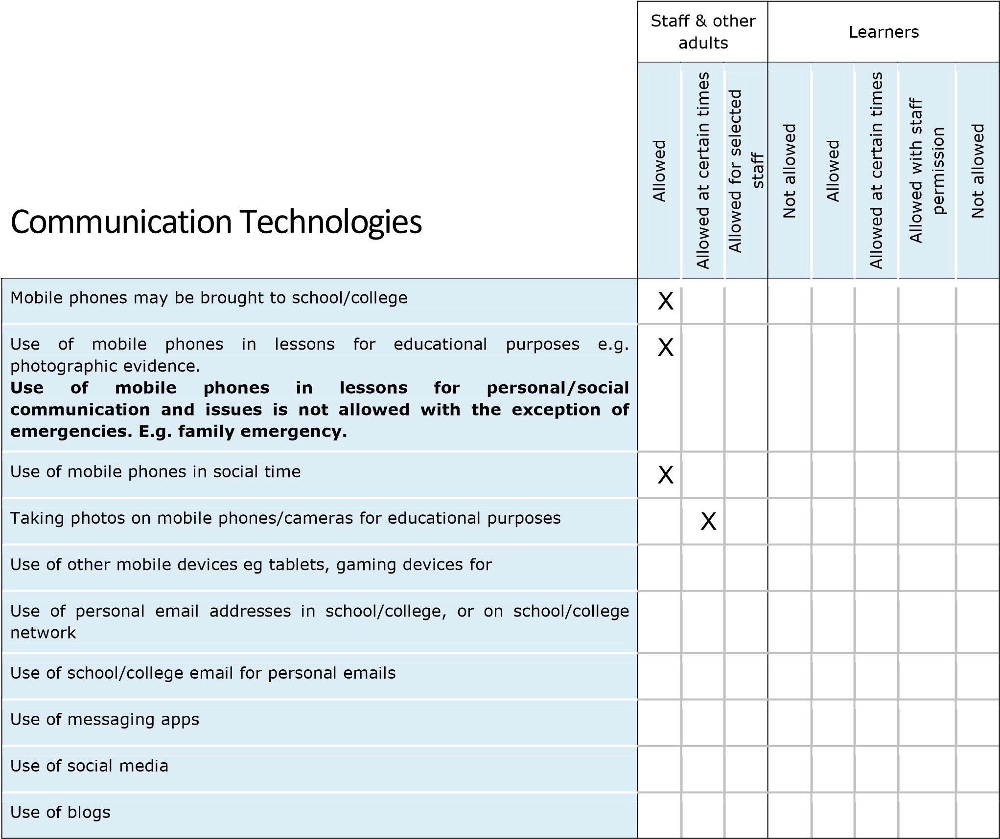 Staff & other
adults
Learners
Allowed
Allowed at certain times
Allowed for selected
staff
Not allowed
Allowed
Allowed at certain times
Allowed with staff
permission
Not allowed
Communication Technologies
Mobile phones may be brought to school/college
X
Use of mobile phones in lessons for educational purposes e.g.
photographic evidence.
Use of mobile phones in lessons for personal/social
communication and issues is not allowed with the exception of
emergencies. E.g. family emergency.
X
Use of mobile phones in social time
X
Taking photos on mobile phones/cameras for educational purposes
X
Use of other mobile devices eg tablets, gaming devices for
Use of personal email addresses in school/college, or on school/college
network
Use of school/college email for personal emails
Use of messaging apps
Use of social media
Use of blogs